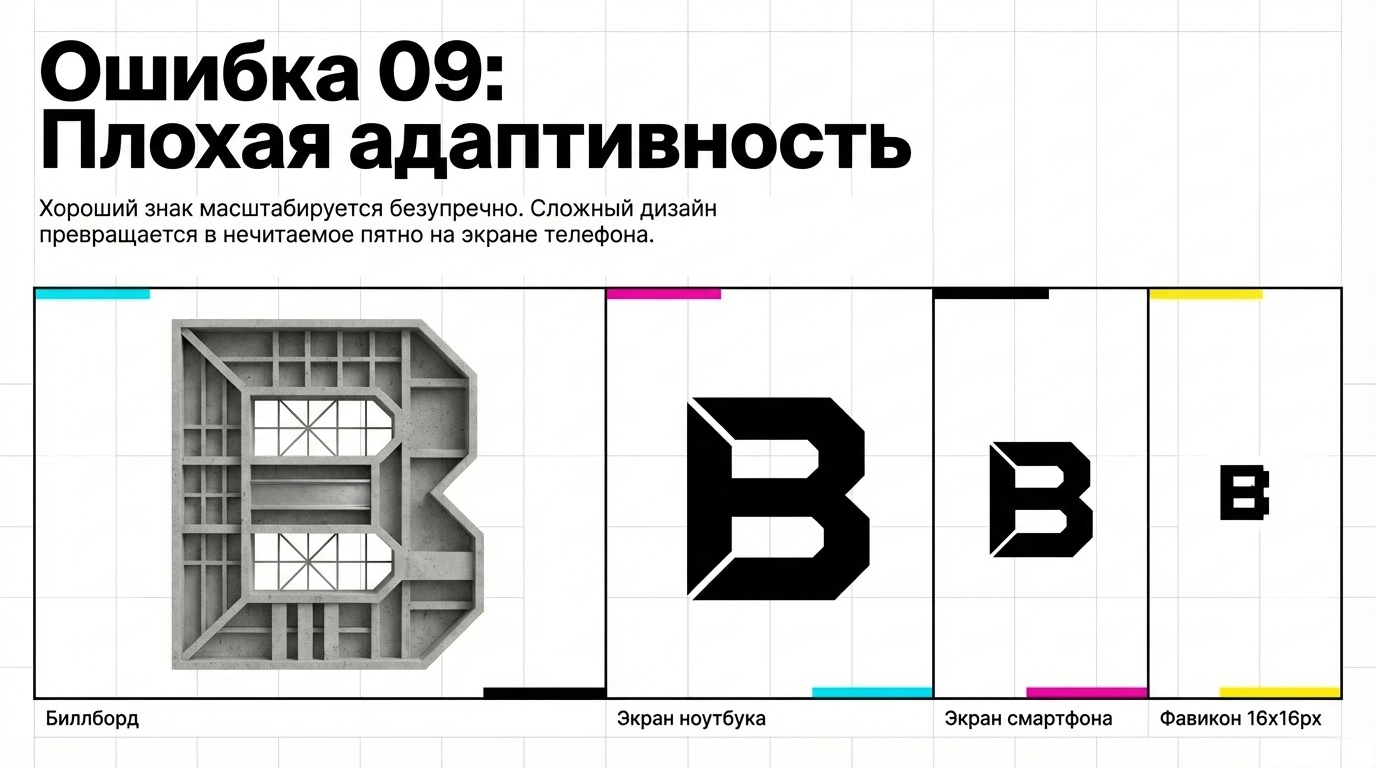 Ошибка 09:
Плохая адаптивность
Хороший знак масштабируется безупречно. Сложный дизайн
превращается в нечитаемое пятно на экране телефона.
B
B
B
B
Биллборд
Экран ноутбука
Экран смартфона
Фавикон 16x16px